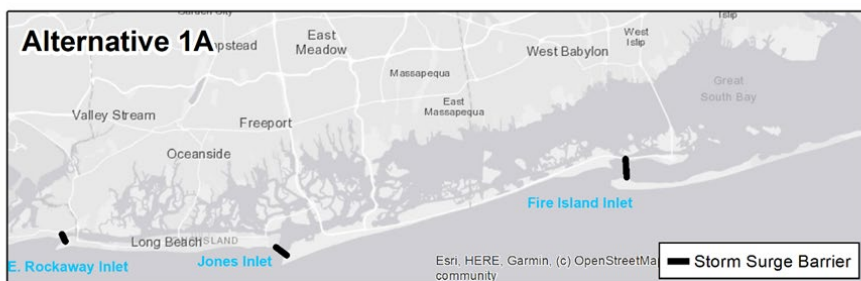 Alternative 1A
East
Meadow
West
Islip
West Babylon
Massapequa
Great
South Bay
East
Massapequa
Valley Stream
Freeport
Oceanside
Fire Island Inlet
Long Beach
E. Rockaway Inlet
Jones Inlet
Esri, HERE, Garmin, (c) OpenStreetMa
community
Storm Surge Barrier